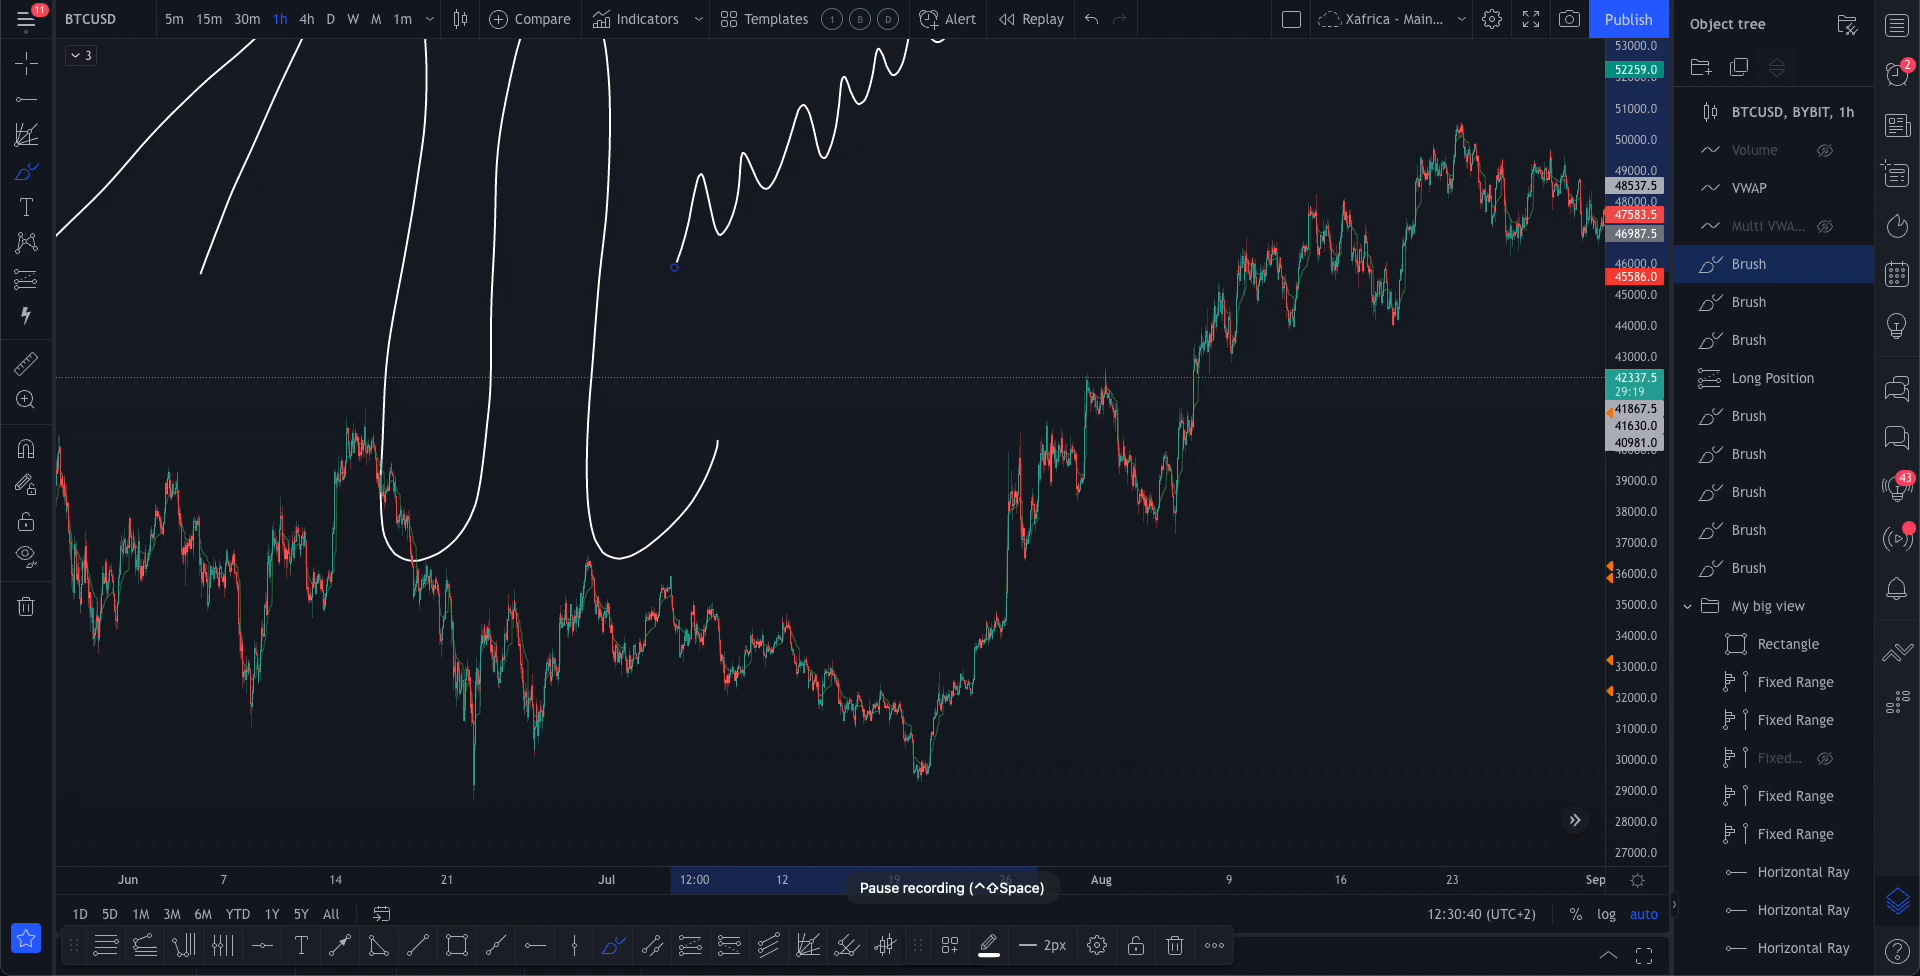 11
BTCUSD 5m 15m 30m 1h 4h D W M 1m Compare Indicators Templates 1 B D Alert Replay Xafrica - Main... Publish
Object tree
3
53000.0
52259.0
51000.0
50000.0
49000.0
48537.5
48000.0
47583.5
46987.5
46000.0
45586.0
45000.0
44000.0
43000.0
42337.5
29:19
41867.5
41630.0
40981.0
39000.0
38000.0
37000.0
36000.0
35000.0
34000.0
33000.0
32000.0
31000.0
30000.0
29000.0
28000.0
27000.0
BTCUSD, BYBIT, 1h
Volume
VWAP
Multi VWA...
Brush
Brush
Brush
Long Position
Brush
Brush
Brush
Brush
Brush
My big view
Rectangle
Fixed Range
Fixed Range
Fixed...
Fixed Range
Fixed Range
Horizontal Ray
Horizontal Ray
Horizontal Ray
2
43
Jun 7 14 21 Jul 12:00 12 19 26 Aug 9 16 23 Sep
Pause recording (^⇧Space)
1D 5D 1M 3M 6M YTD 1Y 5Y All 12:30:40 (UTC+2) % log auto
T 2px